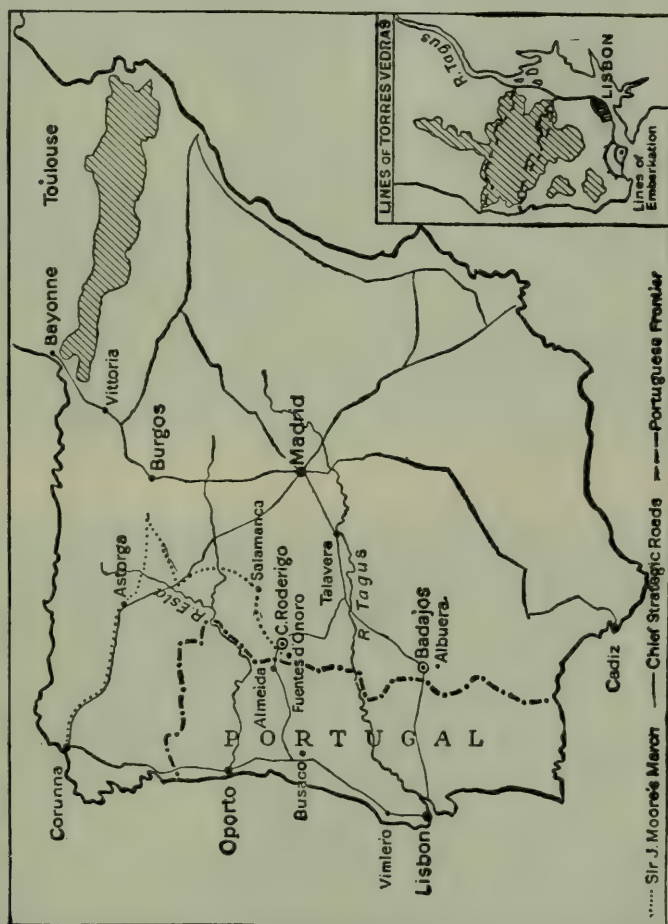 Toulouse
Bayonne
Vittoria
Burgos
Astorga
Corunna
R. Esla
Salamanca
Madrid
C. Roderigo
Almeida
Fuentes d'Onoro
Talavera
R. Tagus
Oporto
Busaco
PORTUGAL
Badajos
Albuera
Vimiero
Lisbon
Cadiz
LINES OF TORRES VEDRAS
R. Tagus
LISBON
Lines of
Embarkation
Sir J. Moore's March
Chief Strategic Roads
Portuguese Frontier